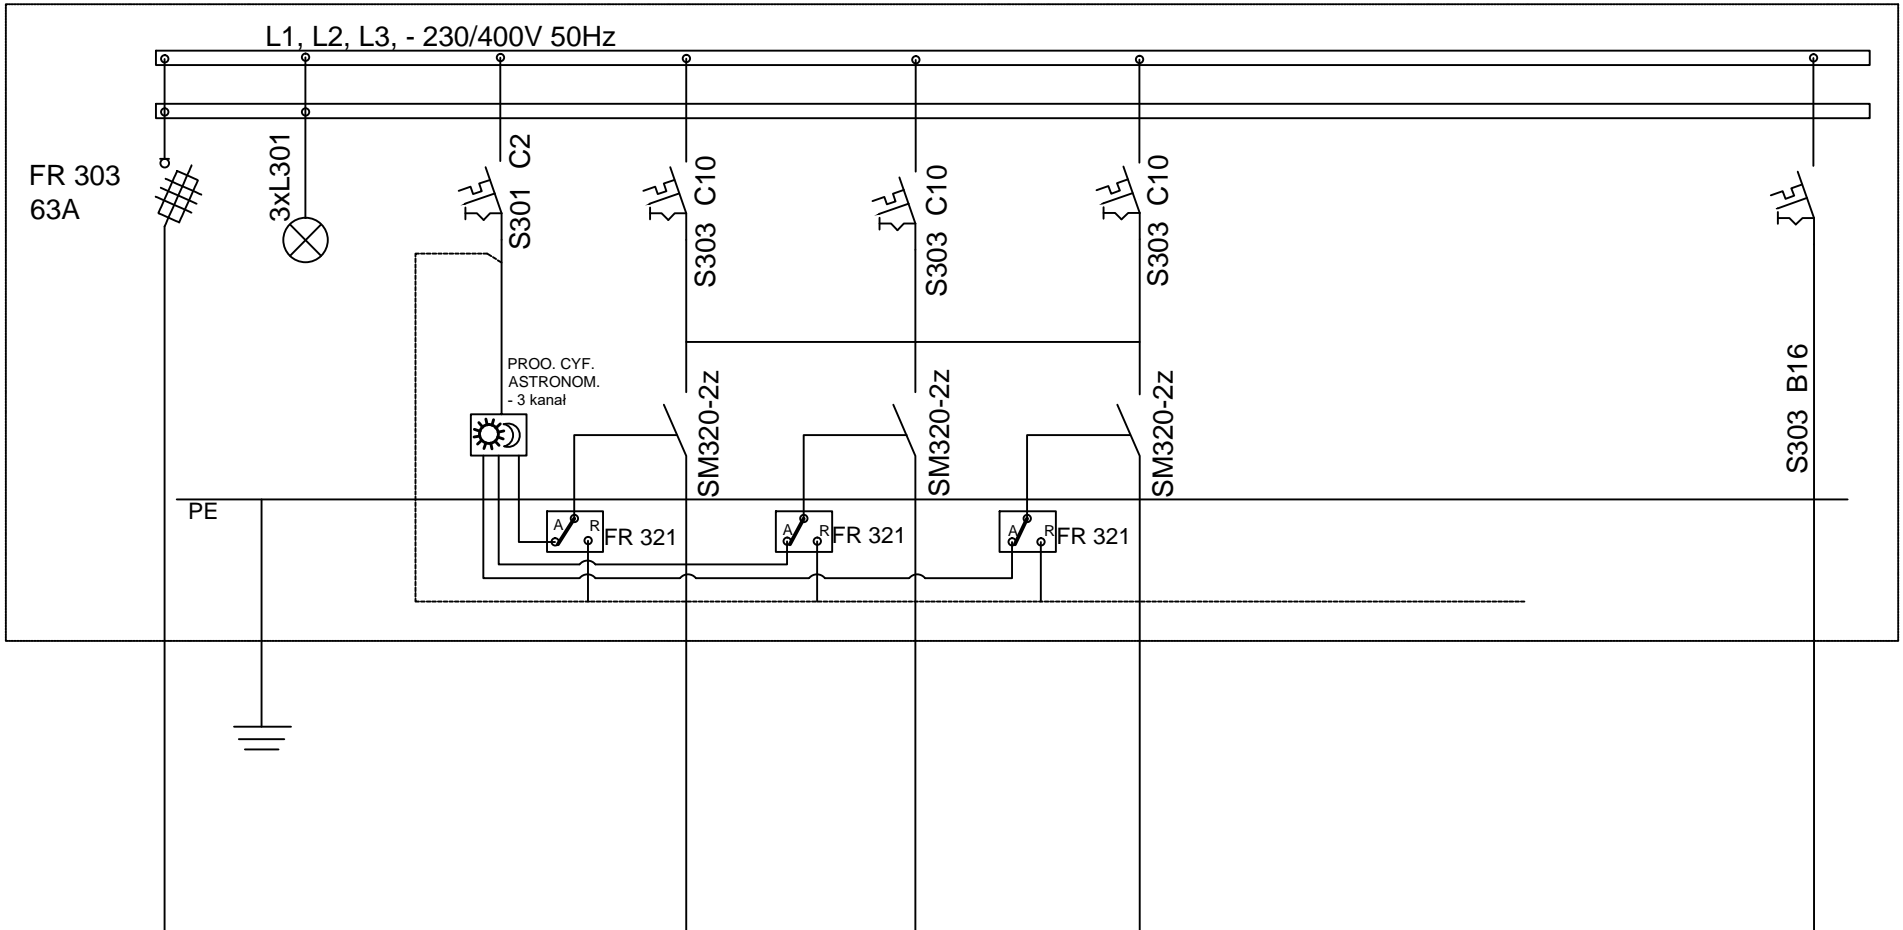 L1, L2, L3, - 230/400V 50Hz
FR 303
63A
3xL301
S301 C2
S303 C10
S303 C10
S303 C10
S303 B16
PROO. CYF.
ASTRONOM.
- 3 kanał
SM320-2z
SM320-2z
SM320-2z
PE
A R
FR 321
A R
FR 321
A R
FR 321